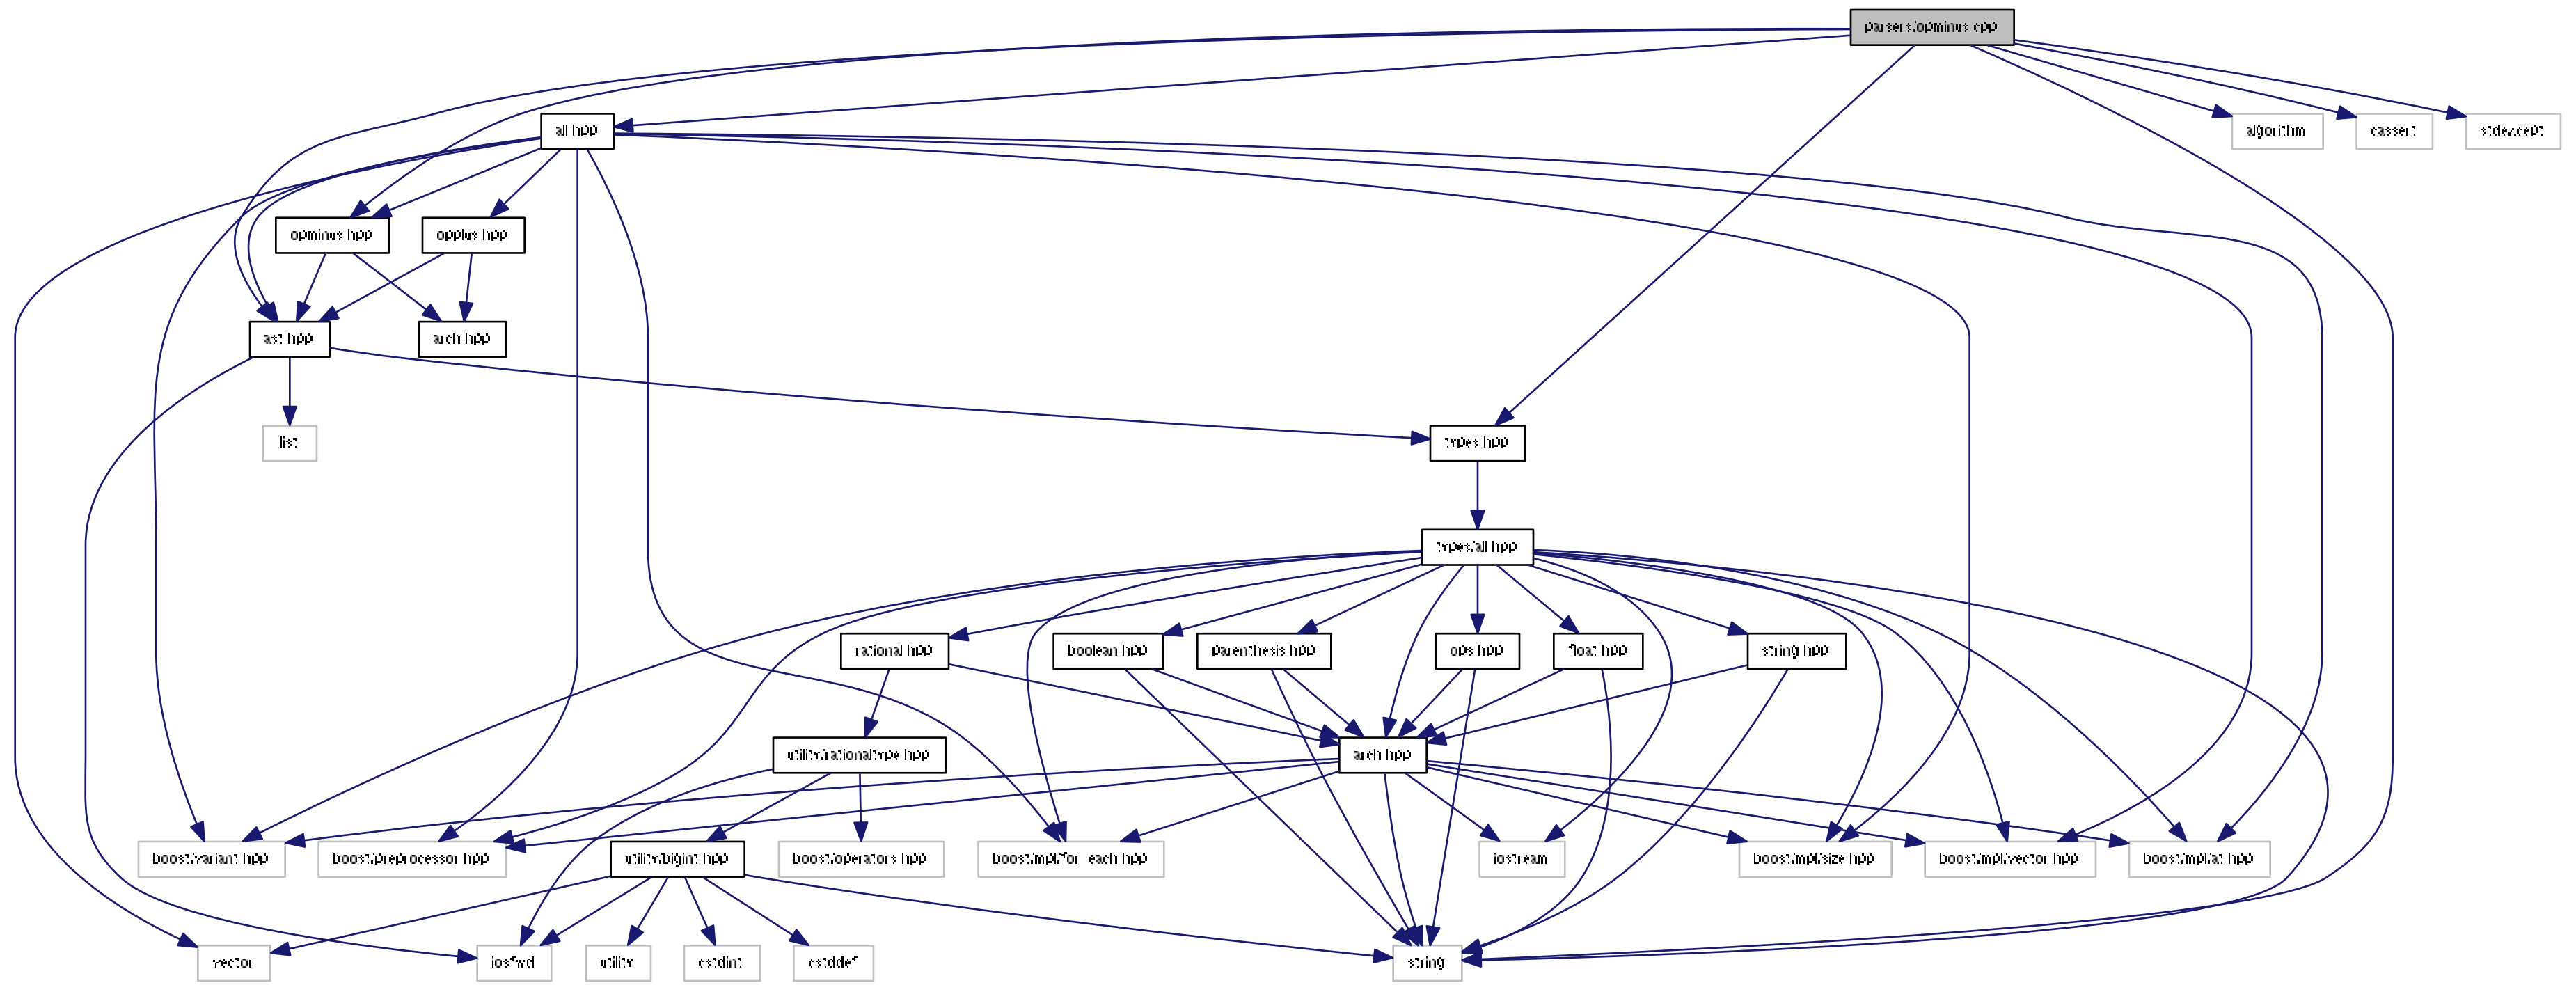 parsers/opminus.cpp
all.hpp
algorithm
cassert
stdexcept
opminus.hpp
opplus.hpp
ast.hpp
arch.hpp
list
types.hpp
types/all.hpp
rational.hpp
boolean.hpp
parenthesis.hpp
ops.hpp
float.hpp
string.hpp
utility/rationaltype.hpp
arch.hpp
boost/variant.hpp
boost/preprocessor.hpp
utility/bigint.hpp
boost/operators.hpp
boost/mpl/for_each.hpp
iostream
boost/mpl/size.hpp
boost/mpl/vector.hpp
boost/mpl/at.hpp
vector
iosfwd
utility
cstdint
cstddef
string